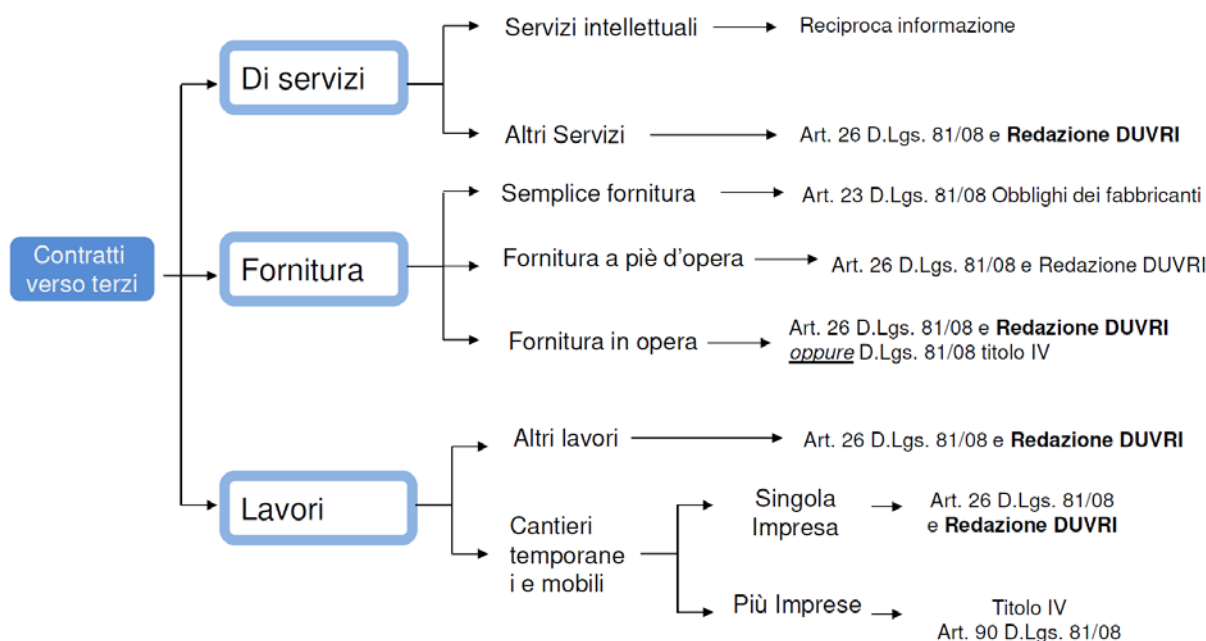 Servizi intellettuali
Reciproca informazione
Di servizi
Altri Servizi
Art. 26 D.Lgs. 81/08 e Redazione DUVRI
Semplice fornitura
Art. 23 D.Lgs. 81/08 Obblighi dei fabbricanti
Contratti
verso terzi
Fornitura
Fornitura a piè d'opera
Art. 26 D.Lgs. 81/08 e Redazione DUVRI
Fornitura in opera
Art. 26 D.Lgs. 81/08 e Redazione DUVRI
oppure D.Lgs. 81/08 titolo IV
Altri lavori
Art. 26 D.Lgs. 81/08 e Redazione DUVRI
Lavori
Cantieri
temporane
i e mobili
Singola
Impresa
Art. 26 D.Lgs. 81/08
e Redazione DUVRI
Più Imprese
Titolo IV
Art. 90 D.Lgs. 81/08